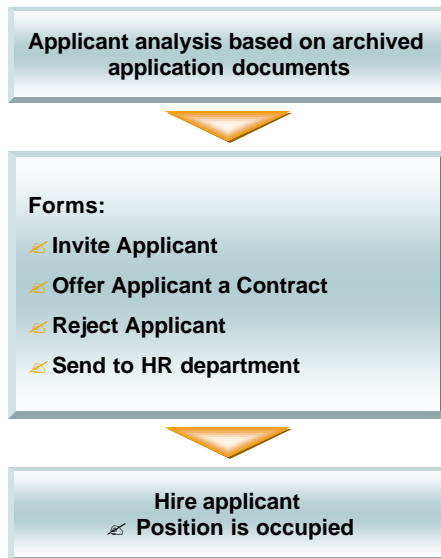 Applicant analysis based on archived
application documents
Forms:
Invite Applicant
Offer Applicant a Contract
Reject Applicant
Send to HR department
Hire applicant
Position is occupied